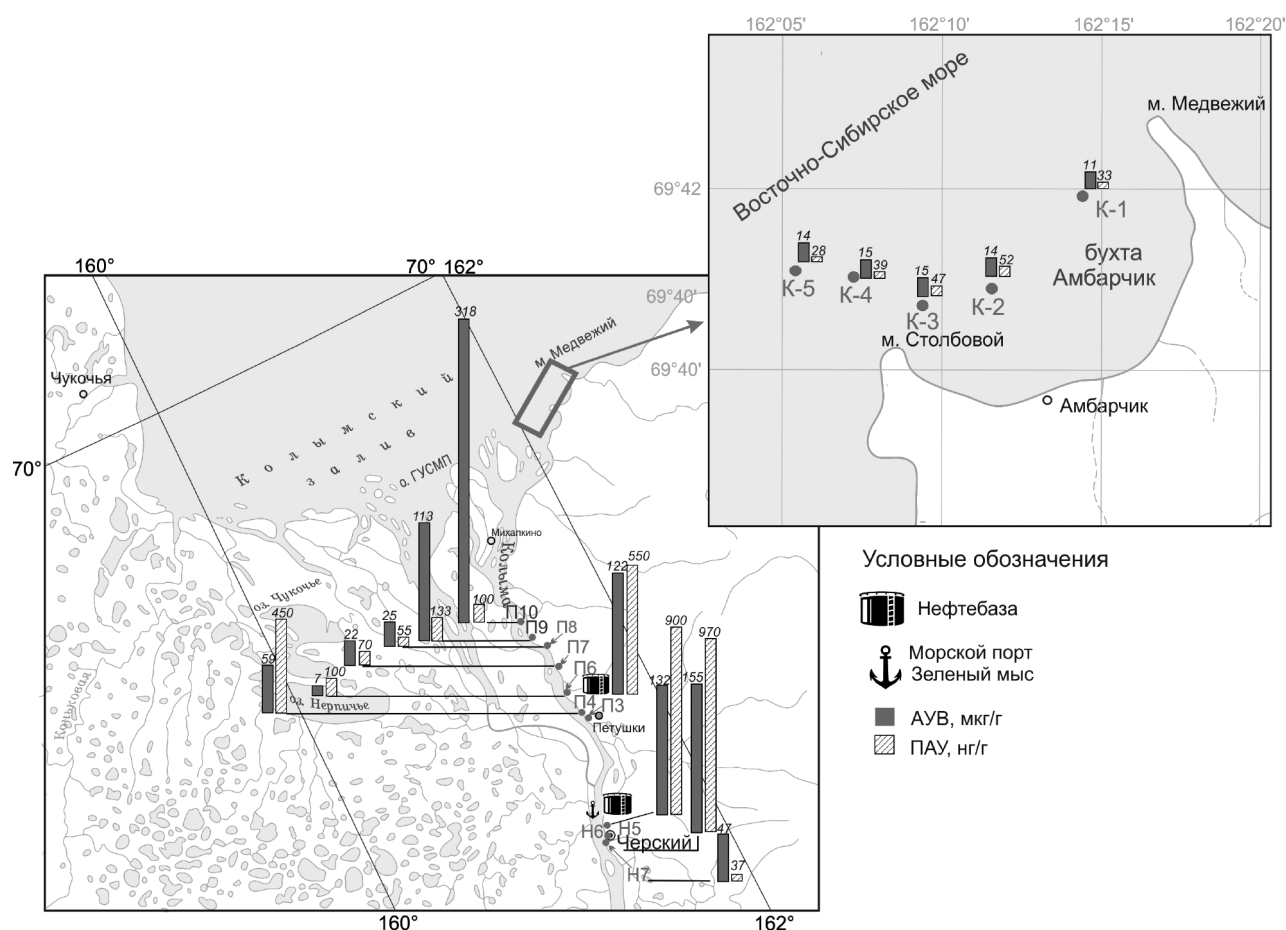 162°05'
162°10'
162°15'
162°20'
Восточно-Сибирское море
м. Медвежий
69°42
11
33
К-1
бухта
Амбарчик
14
28
К-5
15
39
К-4
15
47
К-3
14
52
К-2
м. Столбовой
69°40'
Амбарчик
160°
70°
162°
69°40'
318
м. Медвежий
Чукочья
Колымский
залив
70°
о. ГУСМП
113
Михалкино
Колыма
оз. Чукочье
450
25
55
133
100
П10
П9
П8
П7
П6
22
70
59
7
100
оз. Нерпичье
Коньковая
122
550
П4
П3
Петушки
900
970
132
155
Н6
Н5
Черский
Н7
47
37
160°
162°
Условные обозначения
Нефтебаза
Морской порт
Зеленый мыс
АУВ, мкг/г
ПАУ, нг/г